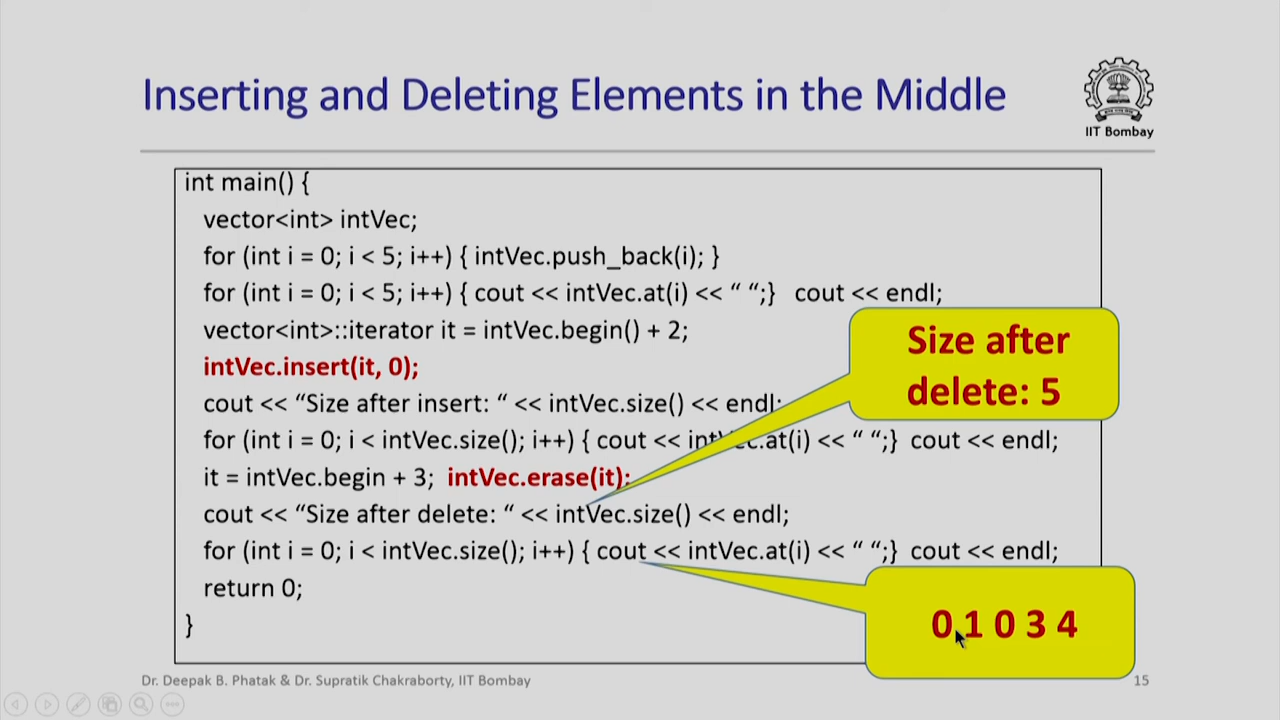 Inserting and Deleting Elements in the Middle
IIT Bombay
int main() {
vector<int> intVec;
for (int i = 0; i < 5; i++) { intVec.push_back(i); }
for (int i = 0; i < 5; i++) { cout << intVec.at(i) << “ “;} cout << endl;
vector<int>::iterator it = intVec.begin() + 2;
intVec.insert(it, 0);
cout << “Size after insert: “ << intVec.size() << endl;
for (int i = 0; i < intVec.size(); i++) { cout << intVec.at(i) << “ “;} cout << endl;
it = intVec.begin + 3; intVec.erase(it);
cout << “Size after delete: “ << intVec.size() << endl;
for (int i = 0; i < intVec.size(); i++) { cout << intVec.at(i) << “ “;} cout << endl;
return 0;
}
Size after
delete: 5
0 1 0 3 4
Dr. Deepak B. Phatak & Dr. Supratik Chakraborty, IIT Bombay
15